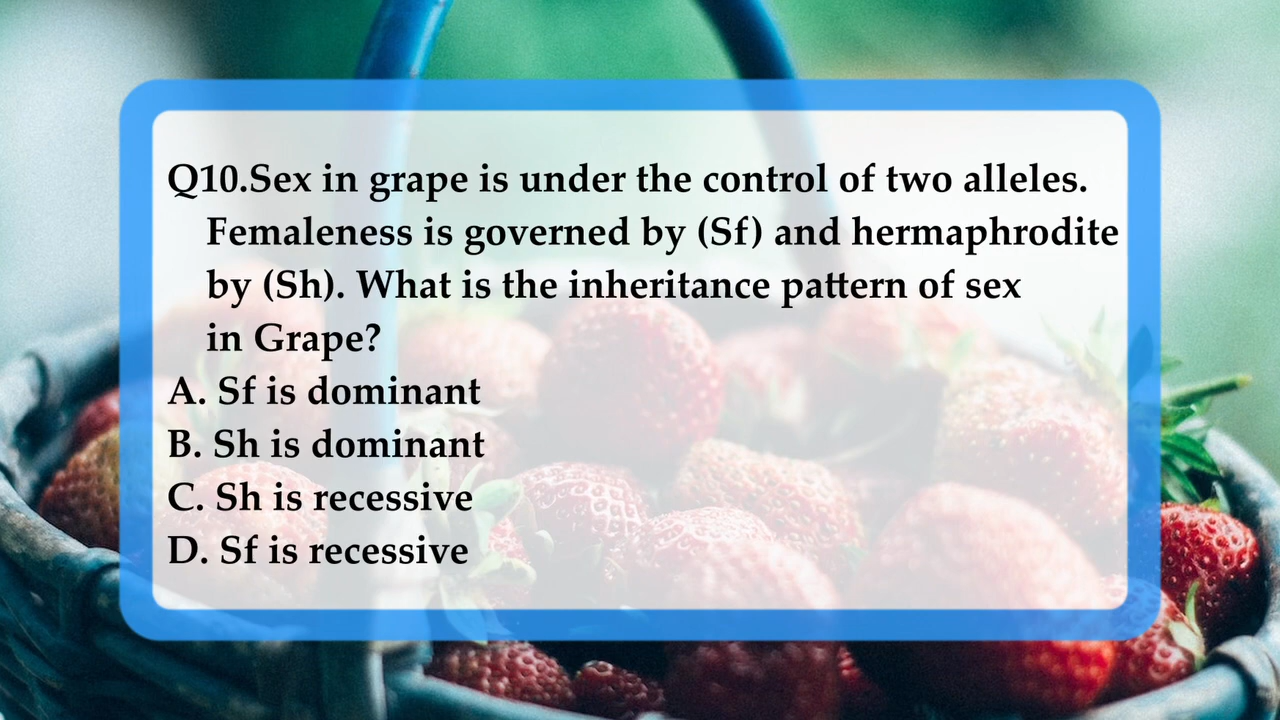 Q10.Sex in grape is under the control of two alleles.
Femaleness is governed by (Sf) and hermaphrodite
by (Sh). What is the inheritance pattern of sex
in Grape?
A. Sf is dominant
B. Sh is dominant
C. Sh is recessive
D. Sf is recessive